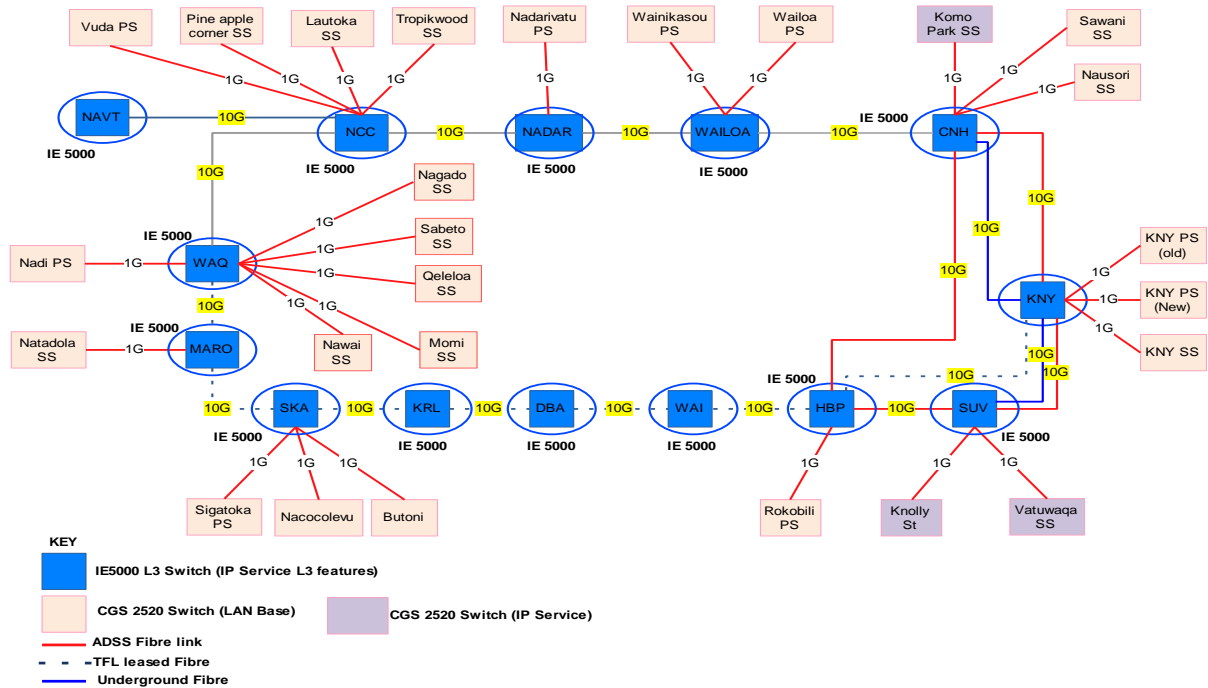 Vuda PS
Pine apple
corner SS
Lautoka
SS
Tropikwood
SS
Nadarivatu
PS
Wainikasou
PS
Wailoa
PS
Komo
Park SS
Sawani
SS
Nausori
SS
1G
1G
1G
1G
1G
1G
1G
1G
1G
1G
NAVT
10G
NCC
10G
NADAR
10G
WAILOA
10G
IE 5000
CNH
IE 5000
IE 5000
IE 5000
IE 5000
10G
10G
10G
10G
Nagado
SS
1G
Sabeto
SS
1G
Qeleloa
SS
1G
IE 5000
Nadi PS
1G
WAQ
1G
1G
Nawai
SS
Momi
SS
10G
IE 5000
Natadola
SS
1G
MARO
IE 5000
KNY
1G
KNY PS
(old)
1G
KNY PS
(New)
1G
KNY SS
10G
10G
10G
IE 5000
10G
SKA
10G
KRL
10G
DBA
10G
WAI
10G
HBP
10G
SUV
IE 5000
IE 5000
IE 5000
IE 5000
IE 5000
1G
1G
1G
1G
1G
1G
Sigatoka
PS
Nacocolevu
Butoni
Rokobili
PS
Knolly
St
Vatuwaqa
SS
KEY
IE5000 L3 Switch (IP Service L3 features)
CGS 2520 Switch (LAN Base)
CGS 2520 Switch (IP Service)
ADSS Fibre link
TFL leased Fibre
Underground Fibre